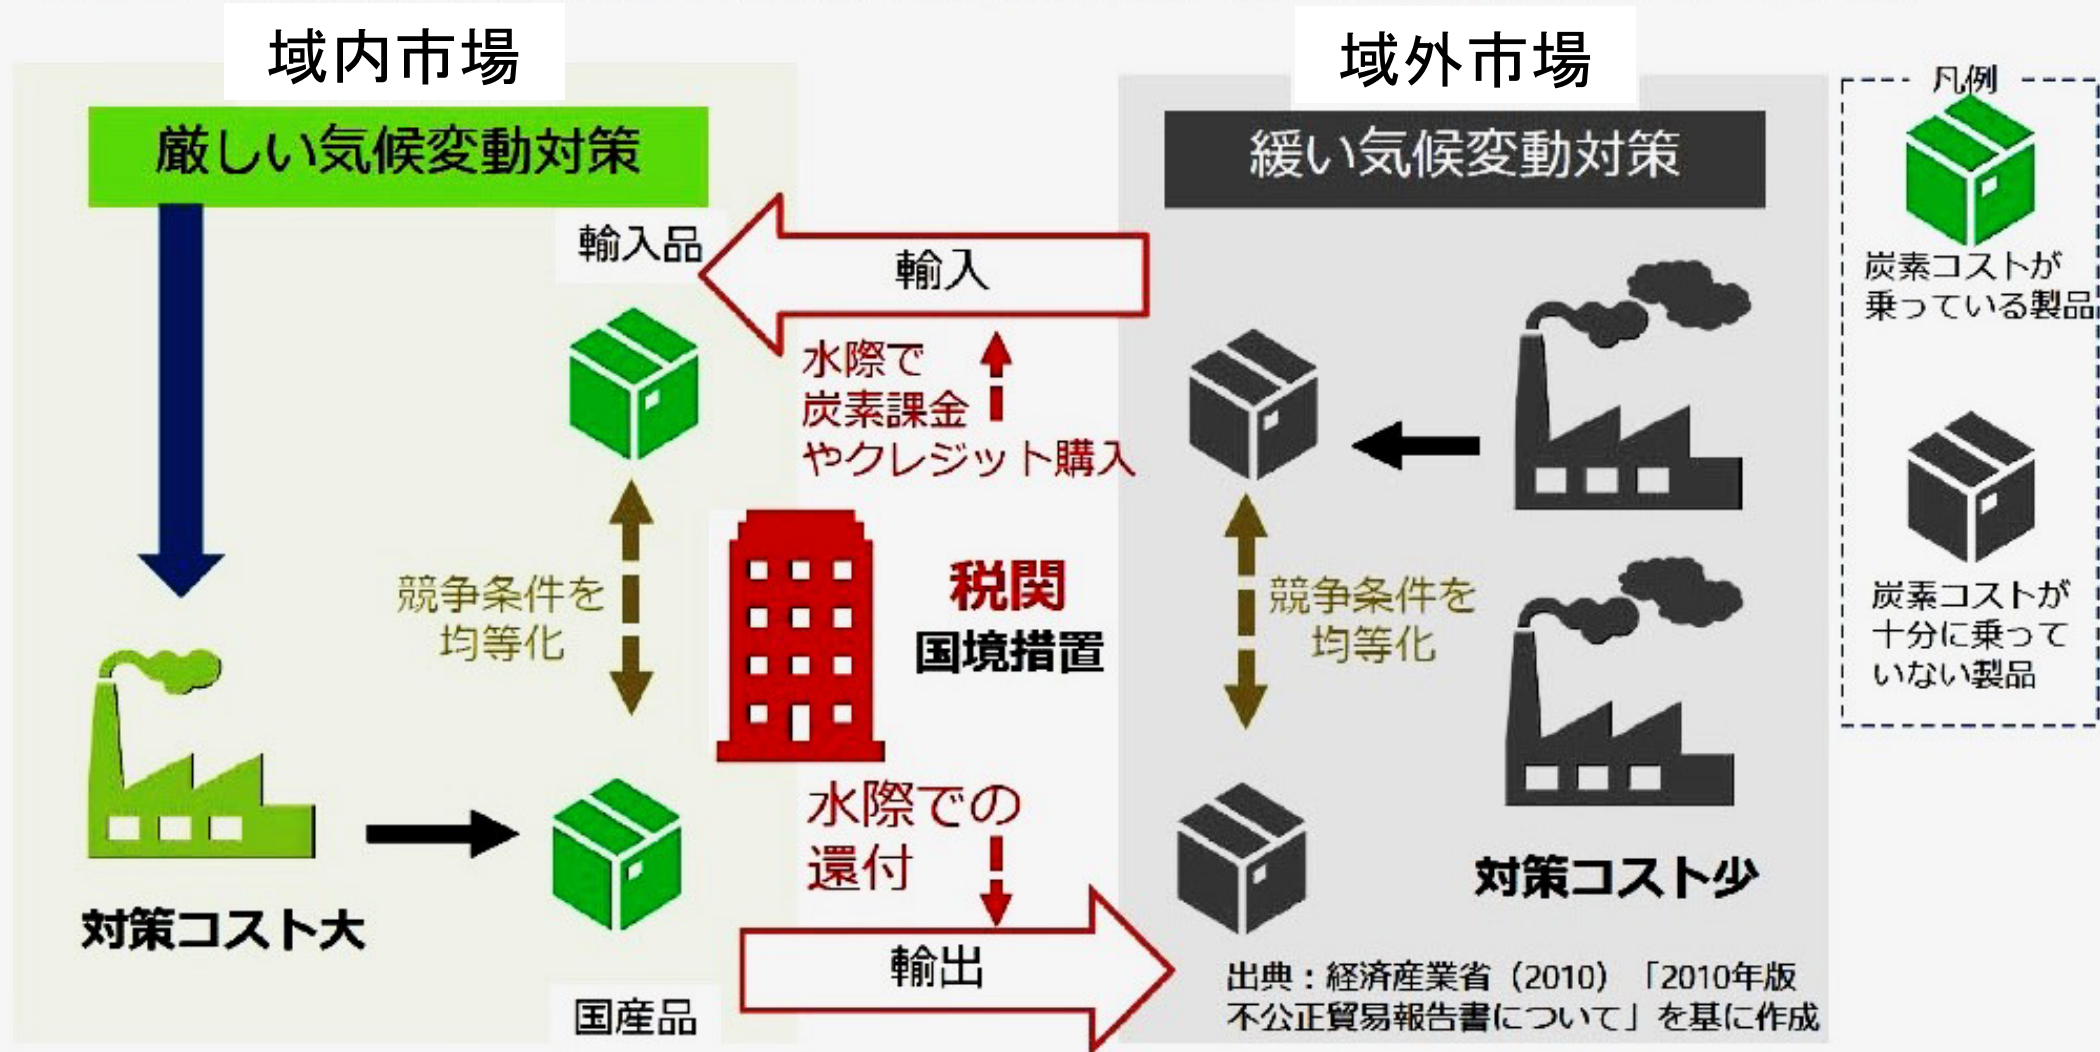 域内市場
域外市場
厳しい気候変動対策
緩い気候変動対策
凡例
輸入品
輸入
炭素コストが
乗っている製品
水際で
炭素課金
やクレジット購入
競争条件を
均等化
税関
国境措置
競争条件を
均等化
炭素コストが
十分に乗って
いない製品
水際での
還付
対策コスト大
対策コスト少
輸出
国産品
出典：経済産業省（2010）「2010年版
不公正貿易報告書について」を基に作成